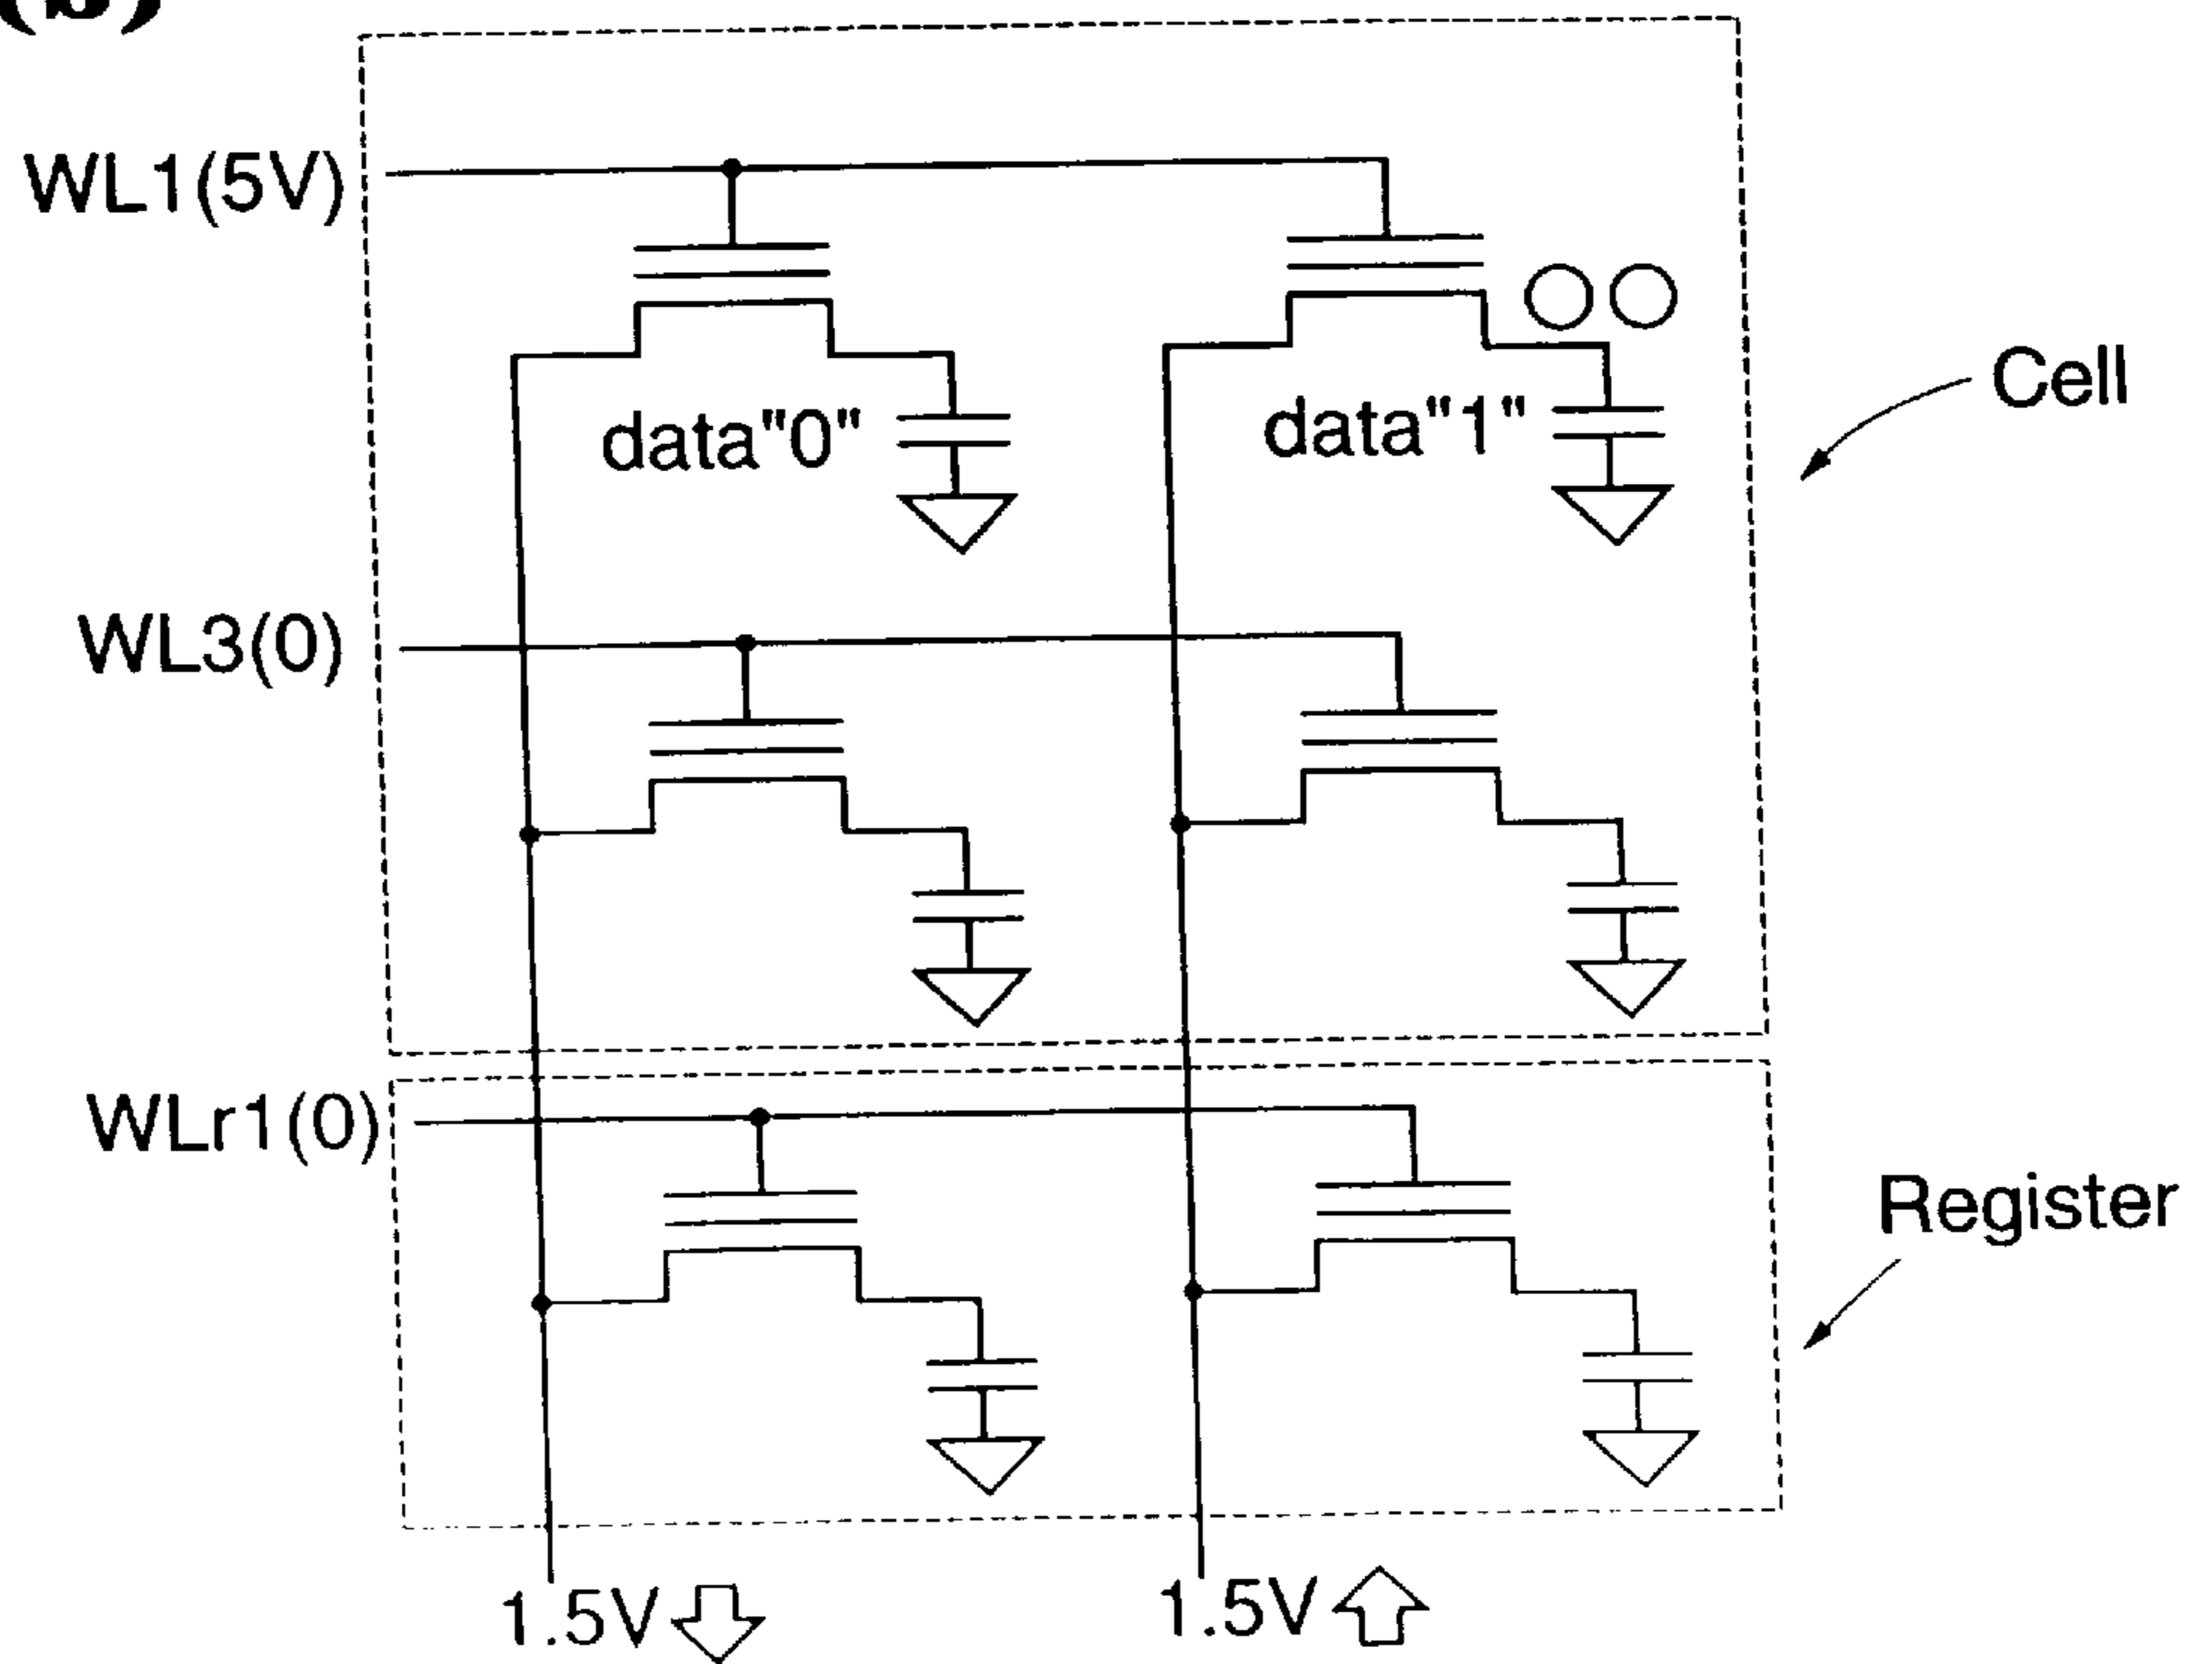 (b)
WL1(5V)
data"0"
data"1"
Cell
WL3(0)
WLr1(0)
Register
1.5V
1.5V